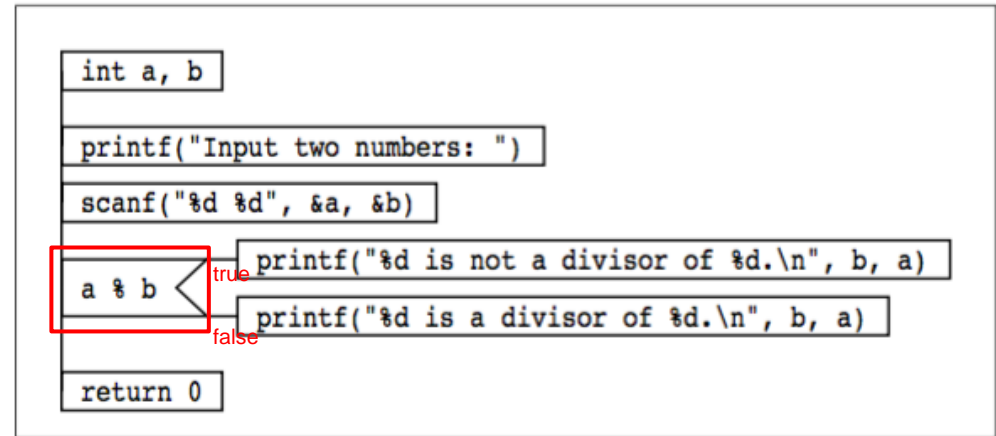 int a, b
printf("Input two numbers: ")
scanf("%d %d", &a, &b)
true printf("%d is not a divisor of %d.\n", b, a)
a % b
false printf("%d is a divisor of %d.\n", b, a)
return 0